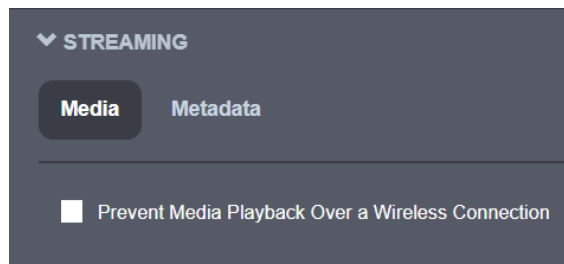 STREAMING
Media Metadata
Prevent Media Playback Over a Wireless Connection